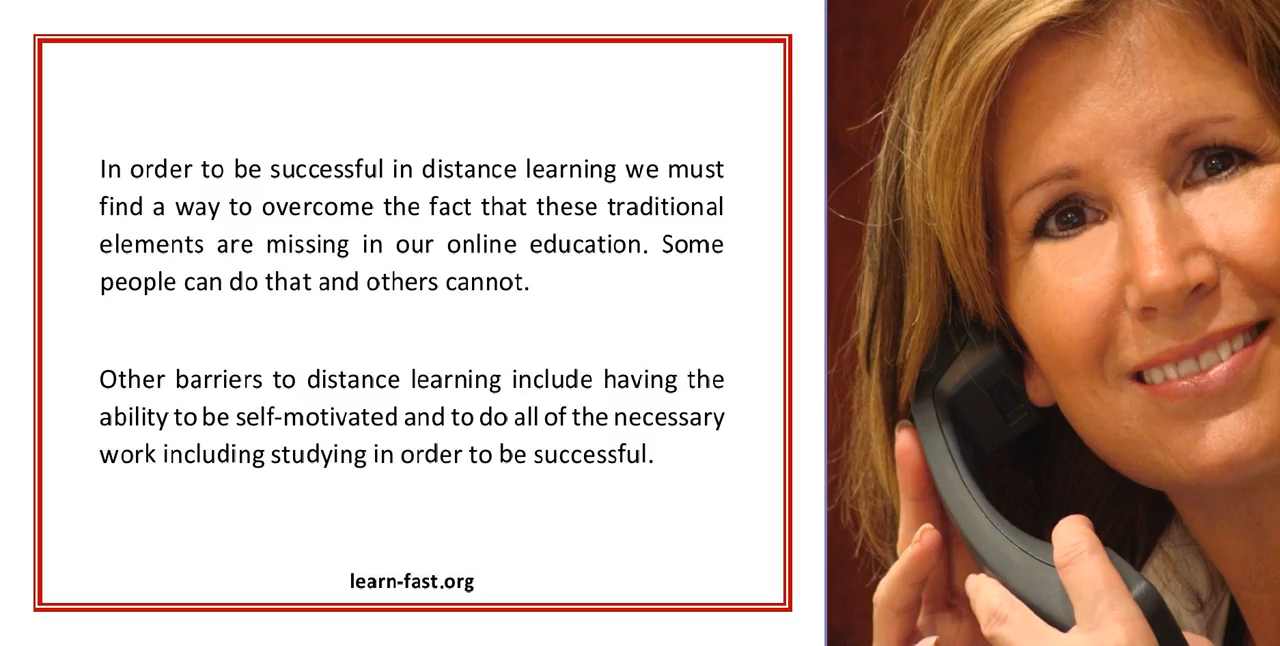 In order to be successful in distance learning we must
find a way to overcome the fact that these traditional
elements are missing in our online education. Some
people can do that and others cannot.
Other barriers to distance learning include having the
ability to be self-motivated and to do all of the necessary
work including studying in order to be successful.
learn-fast.org